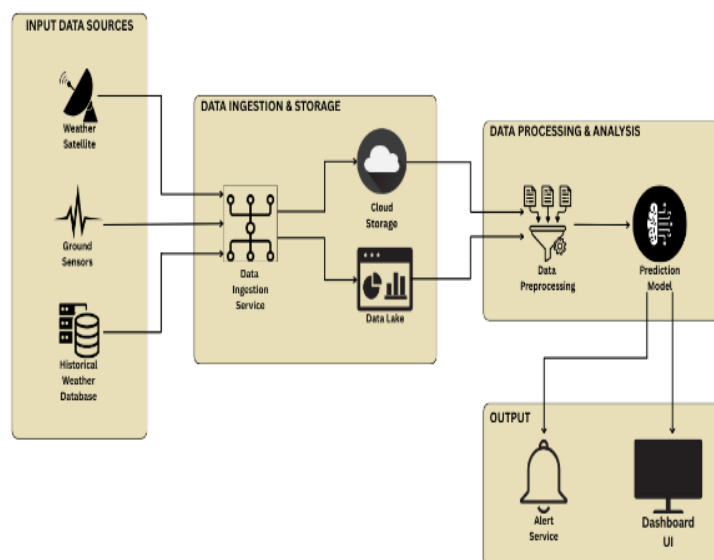 INPUT DATA SOURCES
Weather
Satellite
Ground
Sensors
Historical
Weather
Database
DATA INGESTION & STORAGE
Data
Ingestion
Service
Cloud
Storage
Data Lake
DATA PROCESSING & ANALYSIS
Data
Preprocessing
Prediction
Model
OUTPUT
Alert
Service
Dashboard
UI